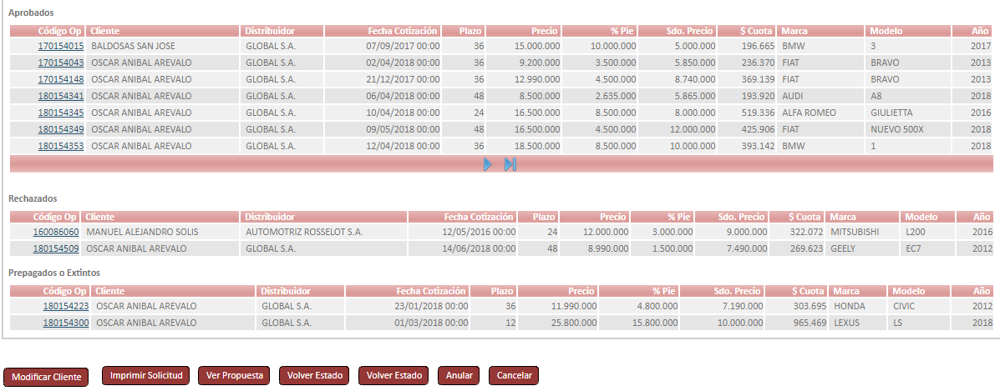 Aprobados
Código Op Cliente Distribuidor Fecha Cotización Plazo Precio % Pie Sdo. Precio $ Cuota Marca Modelo Año
170154015 BALDOSAS SAN JOSE GLOBAL S.A. 07/09/2017 00:00 36 15.000.000 10.000.000 5.000.000 196.665 BMW 3 2017
170154043 OSCAR ANIBAL AREVALO GLOBAL S.A. 02/04/2018 00:00 36 9.200.000 3.500.000 5.850.000 236.370 FIAT BRAVO 2013
170154148 OSCAR ANIBAL AREVALO GLOBAL S.A. 21/12/2017 00:00 36 12.990.000 4.500.000 8.740.000 369.139 FIAT BRAVO 2013
180154341 OSCAR ANIBAL AREVALO GLOBAL S.A. 06/04/2018 00:00 48 8.500.000 2.635.000 5.865.000 193.920 AUDI A8 2018
180154345 OSCAR ANIBAL AREVALO GLOBAL S.A. 10/04/2018 00:00 24 16.500.000 8.500.000 8.000.000 519.336 ALFA ROMEO GIULIETTA 2016
180154349 OSCAR ANIBAL AREVALO GLOBAL S.A. 09/05/2018 00:00 48 16.500.000 4.500.000 12.000.000 425.906 FIAT NUEVO 500X 2018
180154353 OSCAR ANIBAL AREVALO GLOBAL S.A. 12/04/2018 00:00 36 18.500.000 8.500.000 10.000.000 393.142 BMW 1 2018
Rechazados
Código Op Cliente Distribuidor Fecha Cotización Plazo Precio % Pie Sdo. Precio $ Cuota Marca Modelo Año
160086060 MANUEL ALEJANDRO SOLIS AUTOMOTRIZ ROSSELOT S.A. 12/05/2016 00:00 24 12.000.000 3.000.000 9.000.000 322.072 MITSUBISHI L200 2016
180154509 OSCAR ANIBAL AREVALO GLOBAL S.A. 14/06/2018 00:00 48 8.990.000 1.500.000 7.490.000 269.623 GEELY EC7 2012
Prepagados o Extintos
Código Op Cliente Distribuidor Fecha Cotización Plazo Precio % Pie Sdo. Precio $ Cuota Marca Modelo Año
180154223 OSCAR ANIBAL AREVALO GLOBAL S.A. 23/01/2018 00:00 36 11.990.000 4.800.000 7.190.000 303.695 HONDA CIVIC 2012
180154300 OSCAR ANIBAL AREVALO GLOBAL S.A. 01/03/2018 00:00 12 25.800.000 15.800.000 10.000.000 965.469 LEXUS LS 2018
Modificar Cliente Imprimir Solicitud Ver Propuesta Volver Estado Volver Estado Anular Cancelar